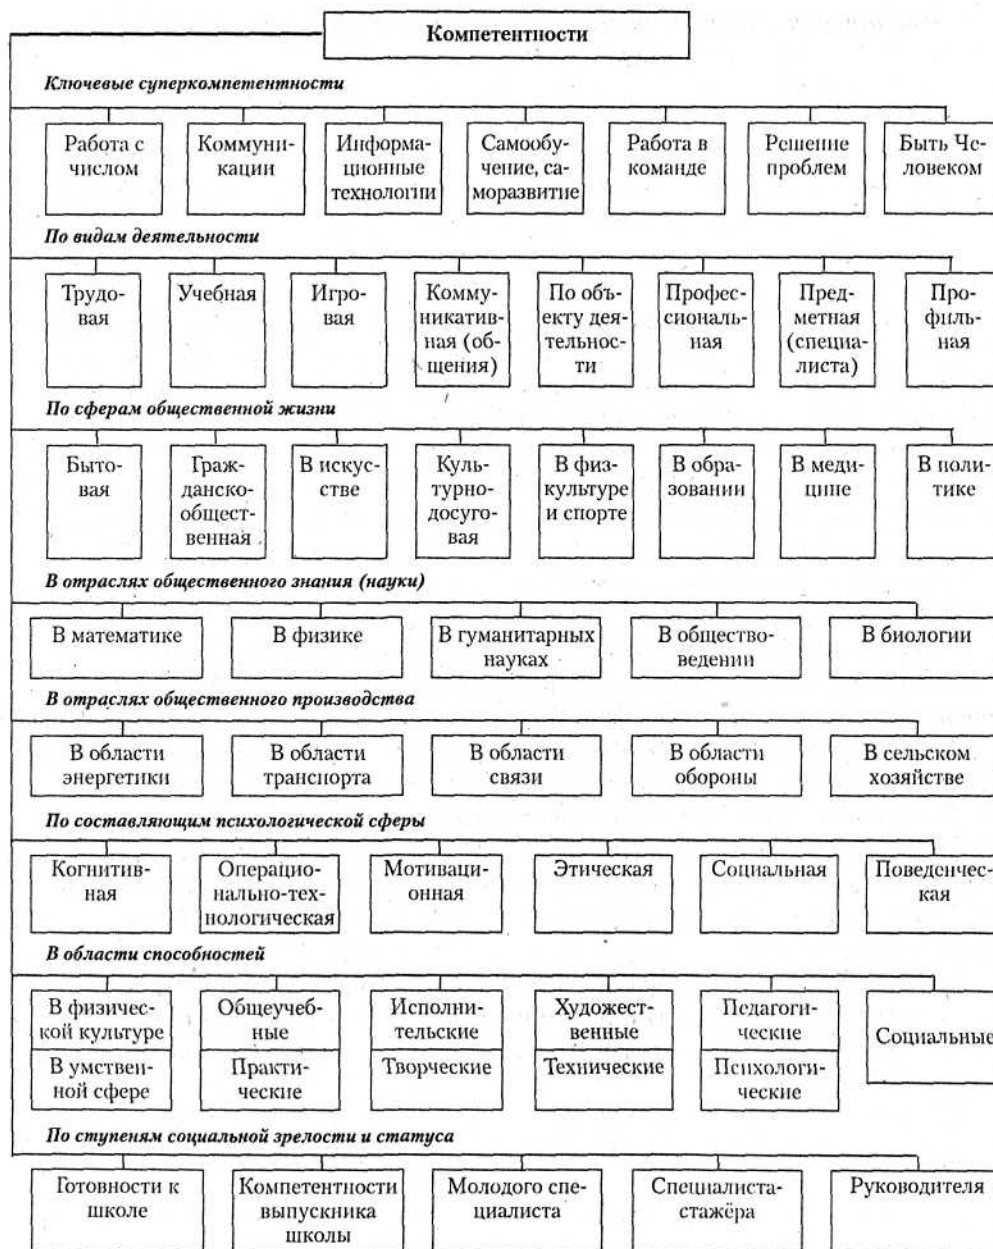 Компетентности
Ключевые суперкомпетентности
Работа с
числом
Коммуни-
кации
Информа-
ционные
технологии
Самообу-
чение, са-
моразвитие
Работа в
команде
Решение
проблем
Быть Че-
ловеком
По видам деятельности
Трудо-
вая
Учебная
Игро-
вая
Комму-
никатив-
ная (об-
щения)
По объ-
екту дея-
тельнос-
ти
Профес-
сиональ-
ная
Пред-
метная
(специа-
листа)
Про-
филь-
ная
По сферам общественной жизни
Быто-
вая
Граж-
данско-
общест-
венная
В искус-
стве
Куль-
турно-
досуго-
вая
В физ-
культуре
и спорте
В обра-
зовании
В меди-
цине
В поли-
тике
В отраслях общественного знания (науки)
В математике
В физике
В гуманитарных
науках
В общество-
ведении
В биологии
В отраслях общественного производства
В области
энергетики
В области
транспорта
В области
связи
В области
обороны
В сельском
хозяйстве
По составляющим психологической сферы
Когнитив-
ная
Операцио-
нально-тех-
нологическая
Мотиваци-
онная
Этическая
Социальная
Поведенчес-
кая
В области способностей
В физичес-
кой культуре
Общеучеб-
ные
Исполни-
тельские
Художест-
венные
Педагоги-
ческие
Социальные
В умствен-
ной сфере
Практи-
ческие
Творческие
Технические
Психологи-
ческие
По ступеням социальной зрелости и статуса
Готовности к
школе
Компетентности
выпускника
школы
Молодого спе-
циалиста
Специалиста-
стажёра
Руководителя